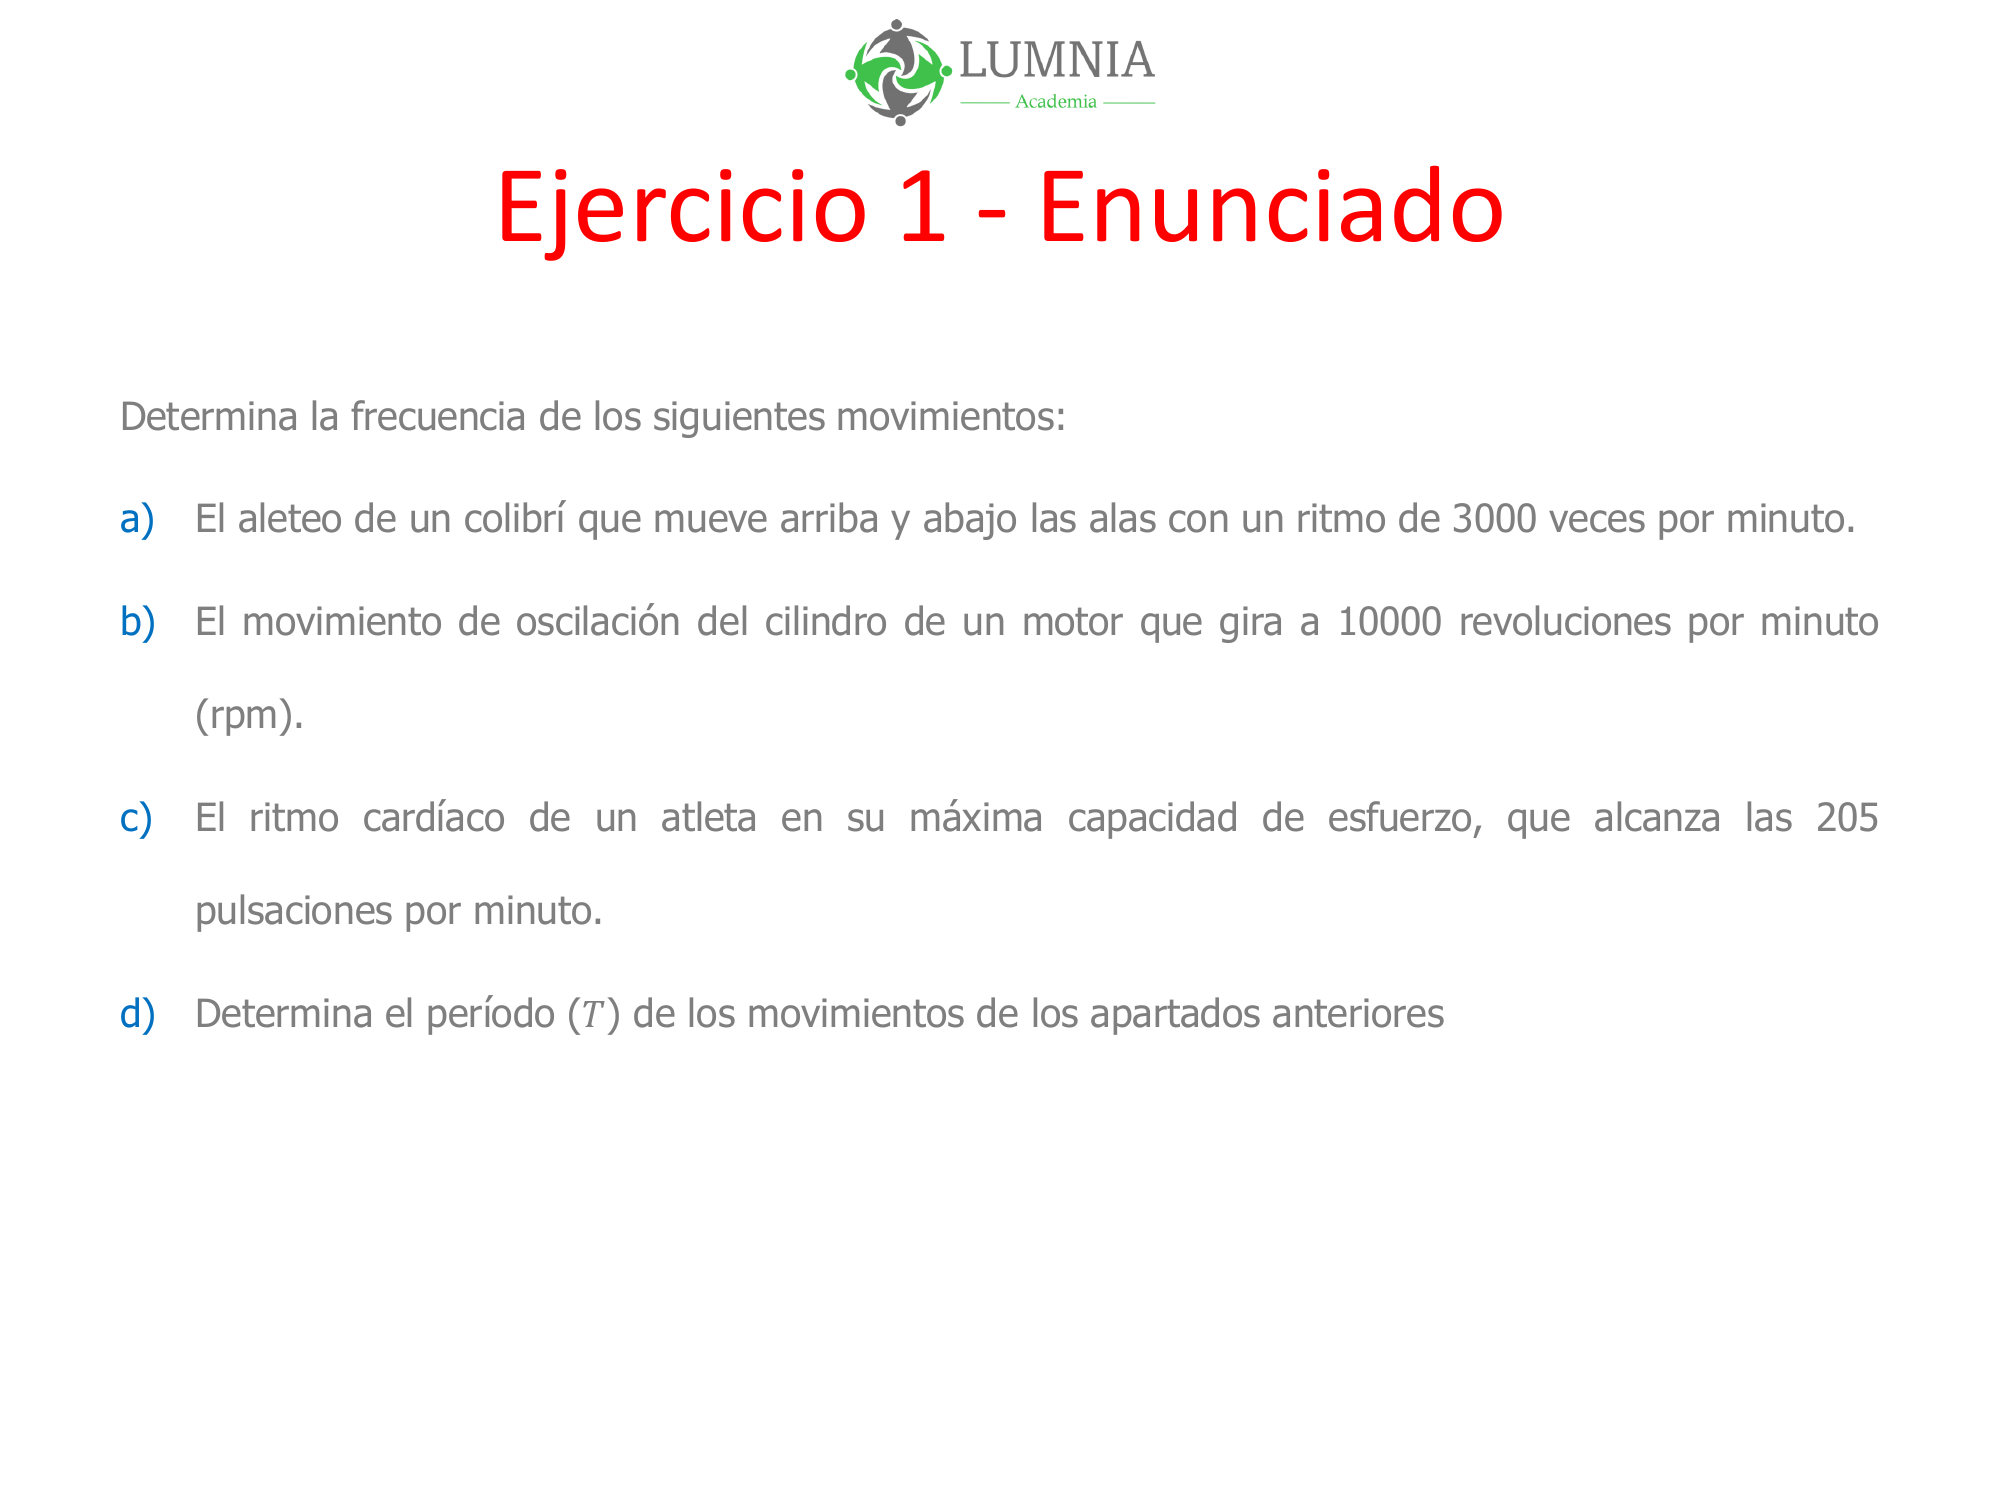 LUMNIA
Academia
Ejercicio 1 - Enunciado
Determina la frecuencia de los siguientes movimientos:
a) El aleteo de un colibrí que mueve arriba y abajo las alas con un ritmo de 3000 veces por minuto.
b) El movimiento de oscilación del cilindro de un motor que gira a 10000 revoluciones por minuto
(rpm).
c) El ritmo cardíaco de un atleta en su máxima capacidad de esfuerzo, que alcanza las 205
pulsaciones por minuto.
d) Determina el período (T) de los movimientos de los apartados anteriores